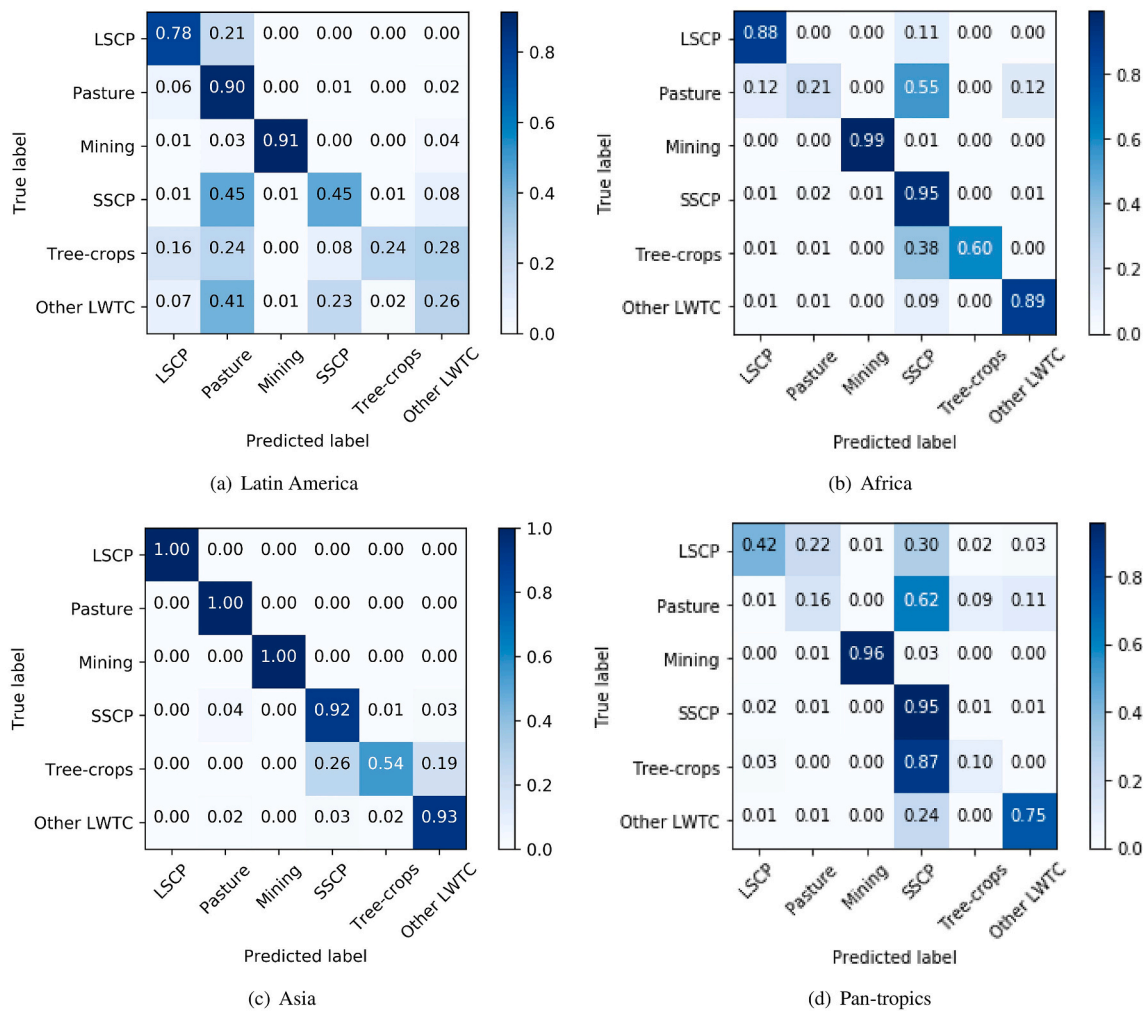 LSCP 0.78 0.21 0.00 0.00 0.00 0.00
Pasture 0.06 0.90 0.00 0.01 0.00 0.02
Mining 0.01 0.03 0.91 0.00 0.00 0.04
SSCP 0.01 0.45 0.01 0.45 0.01 0.08
Tree-crops 0.16 0.24 0.00 0.08 0.24 0.28
Other LWTC 0.07 0.41 0.01 0.23 0.02 0.26
True label
LSCP Pasture Mining SSCP Tree-crops Other LWTC
Predicted label
0.8
0.6
0.4
0.2
0.0
(a) Latin America
LSCP 0.88 0.00 0.00 0.11 0.00 0.00
Pasture 0.12 0.21 0.00 0.55 0.00 0.12
Mining 0.00 0.00 0.99 0.01 0.00 0.00
SSCP 0.01 0.02 0.01 0.95 0.00 0.01
Tree-crops 0.01 0.01 0.00 0.38 0.60 0.00
Other LWTC 0.01 0.01 0.00 0.09 0.00 0.89
True label
LSCP Pasture Mining SSCP Tree-crops Other LWTC
Predicted label
0.8
0.6
0.4
0.2
0.0
(b) Africa
LSCP 1.00 0.00 0.00 0.00 0.00 0.00
Pasture 0.00 1.00 0.00 0.00 0.00 0.00
Mining 0.00 0.00 1.00 0.00 0.00 0.00
SSCP 0.00 0.04 0.00 0.92 0.01 0.03
Tree-crops 0.00 0.00 0.00 0.26 0.54 0.19
Other LWTC 0.00 0.02 0.00 0.03 0.02 0.93
True label
LSCP Pasture Mining SSCP Tree-crops Other LWTC
Predicted label
1.0
0.8
0.6
0.4
0.2
0.0
(c) Asia
LSCP 0.42 0.22 0.01 0.30 0.02 0.03
Pasture 0.01 0.16 0.00 0.62 0.09 0.11
Mining 0.00 0.01 0.96 0.03 0.00 0.00
SSCP 0.02 0.01 0.00 0.95 0.01 0.01
Tree-crops 0.03 0.00 0.00 0.87 0.10 0.00
Other LWTC 0.01 0.01 0.00 0.24 0.00 0.75
True label
LSCP Pasture Mining SSCP Tree-crops Other LWTC
Predicted label
0.8
0.6
0.4
0.2
0.0
(d) Pan-tropics